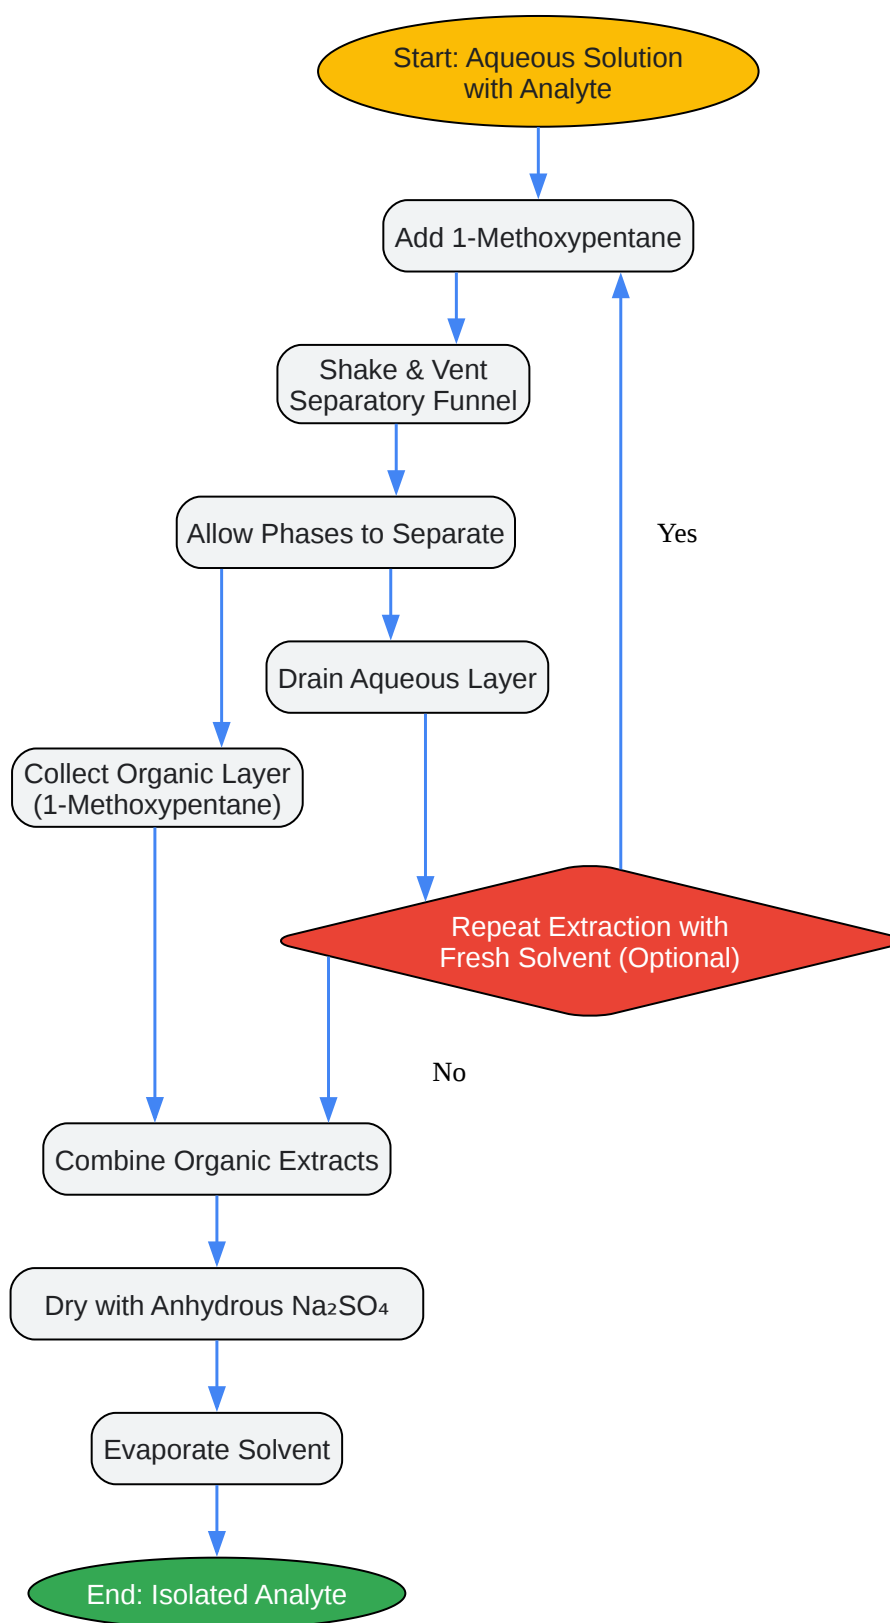 Start: Aqueous Solution
with Analyte
Add 1-Methoxypentane
Shake & Vent
Separatory Funnel
Allow Phases to Separate
Yes
Drain Aqueous Layer
Collect Organic Layer
(1-Methoxypentane)
Repeat Extraction with
Fresh Solvent (Optional)
No
Combine Organic Extracts
Dry with Anhydrous Na₂SO₄
Evaporate Solvent
End: Isolated Analyte